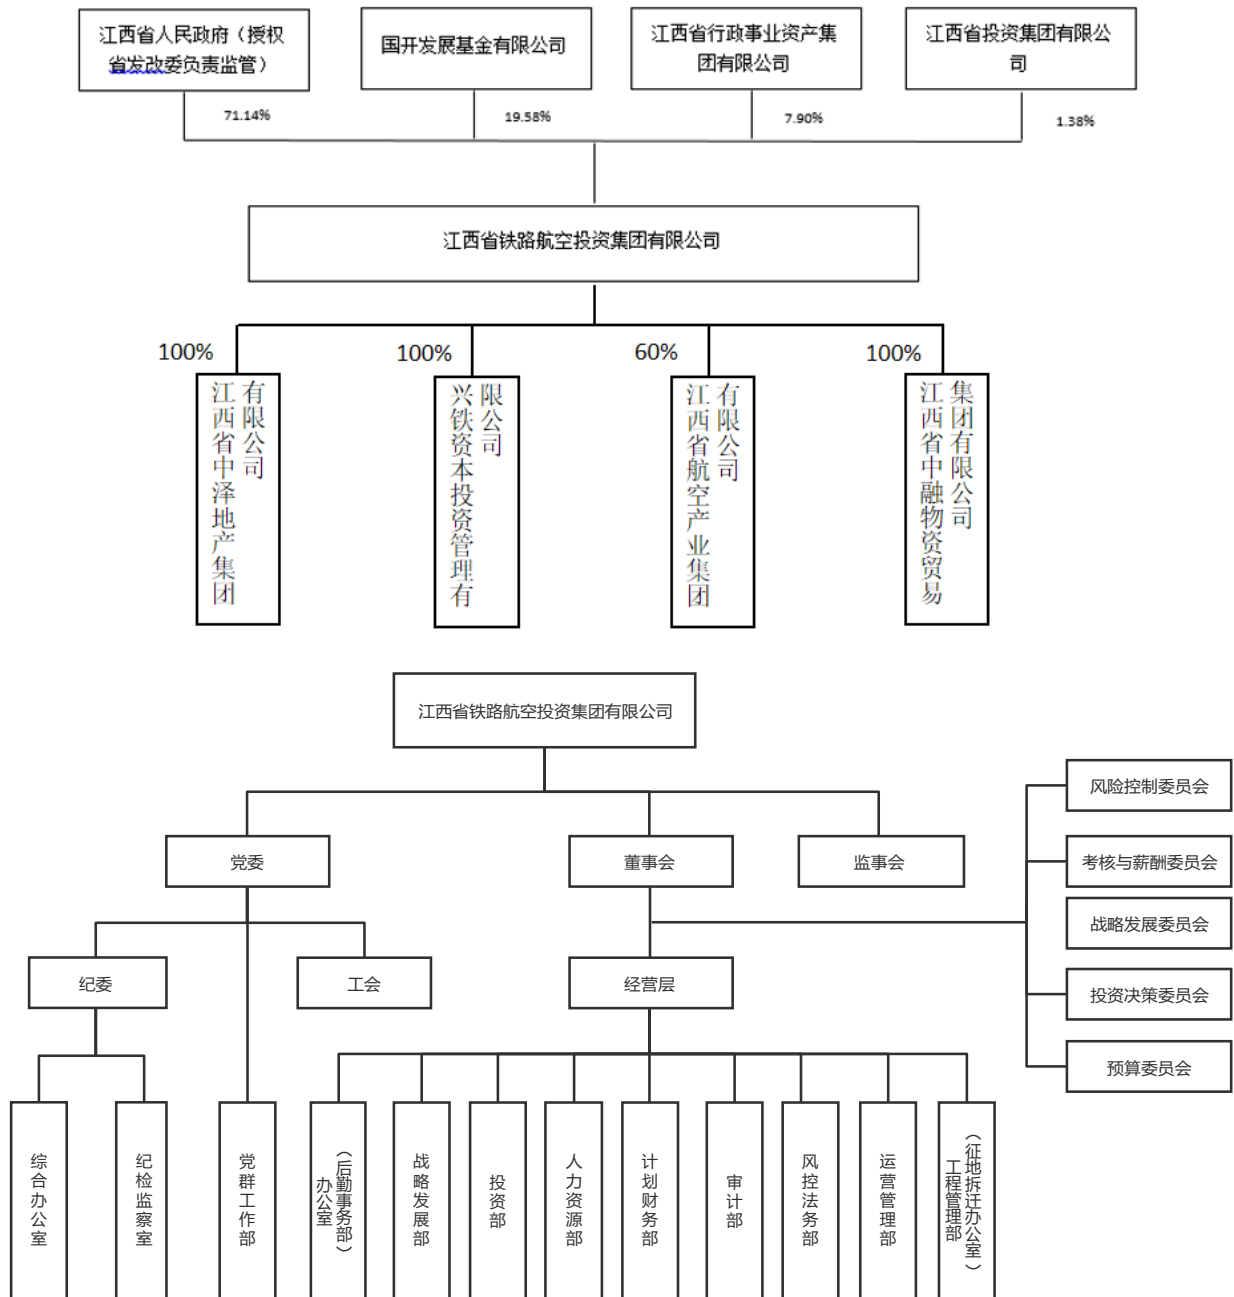 江西省人民政府（授权
省发改委负责监管）
国开发展基金有限公司
江西省行政事业资产集
团有限公司
江西省投资集团有限公
司
71.14%
19.58%
7.90%
1.38%
江西省铁路航空投资集团有限公司
100%
100%
60%
100%
江西省中泽地产集团
有限公司
兴铁资本投资管理有
限公司
江西省航空产业集团
有限公司
江西省中融物资贸易
集团有限公司
江西省铁路航空投资集团有限公司
党委
董事会
监事会
风险控制委员会
考核与薪酬委员会
战略发展委员会
投资决策委员会
预算委员会
纪委
工会
经营层
综合办公室
纪检监察室
党群工作部
办公室
（后勤事务部）
战略发展部
投资部
人力资源部
计划财务部
审计部
风控法务部
运营管理部
工程管理部
（征地拆迁办公室）